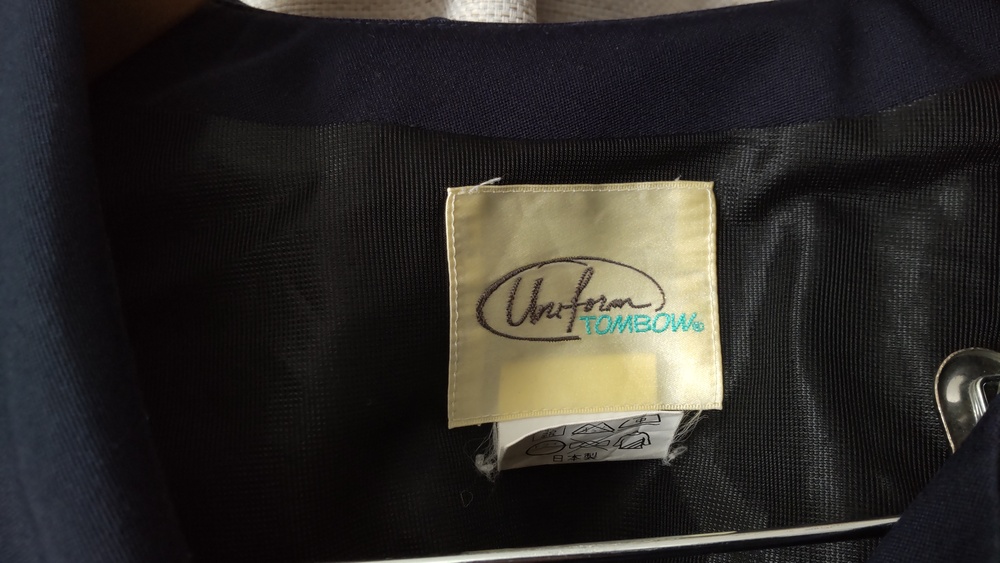 Uniform
TOMBOW
日本製